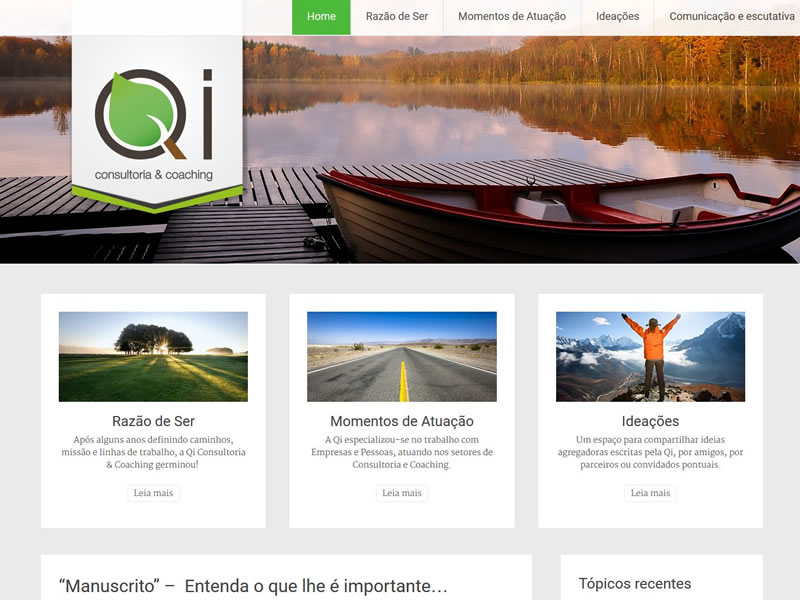 Home Razão de Ser Momentos de Atuação Ideações Comunicação e escutativa
Qi
consultoria & coaching
Razão de Ser
Após alguns anos definindo caminhos,
missão e linhas de trabalho, a Qi Consultoria
& Coaching germinou!
Leia mais
Momentos de Atuação
A Qi especializou-se no trabalho com
Empresas e Pessoas, atuando nos setores de
Consultoria e Coaching.
Leia mais
Ideações
Um espaço para compartilhar ideias
agregadoras escritas pela Qi, por amigos, por
parceiros ou convidados pontuais.
Leia mais
“Manuscrito” – Entenda o que lhe é importante…
Tópicos recentes